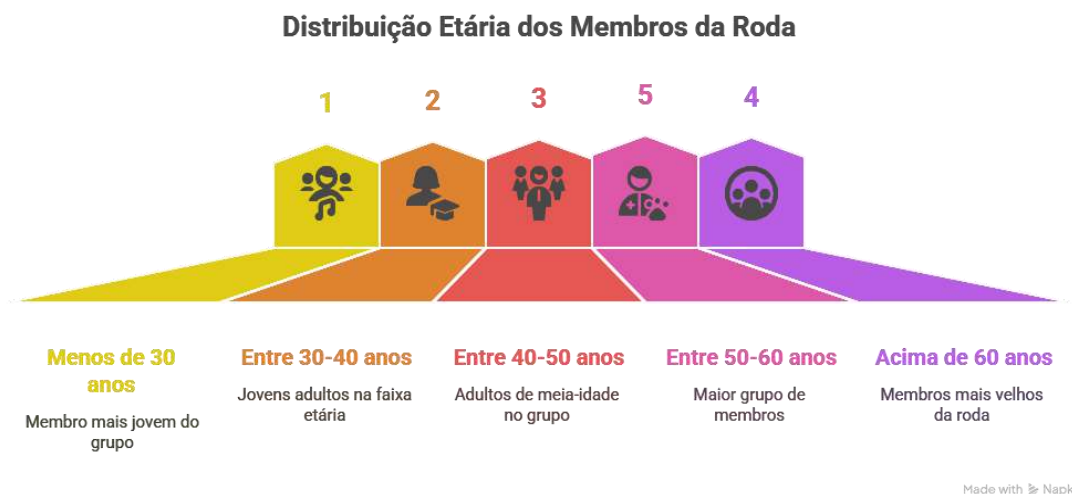 Distribuição Etária dos Membros da Roda
1
2
3
5
4
Menos de 30
anos
Membro mais jovem do
grupo
Entre 30-40 anos
Jovens adultos na faixa
etária
Entre 40-50 anos
Adultos de meia-idade
no grupo
Entre 50-60 anos
Maior grupo de
membros
Acima de 60 anos
Membros mais velhos
da roda
Made with Napk